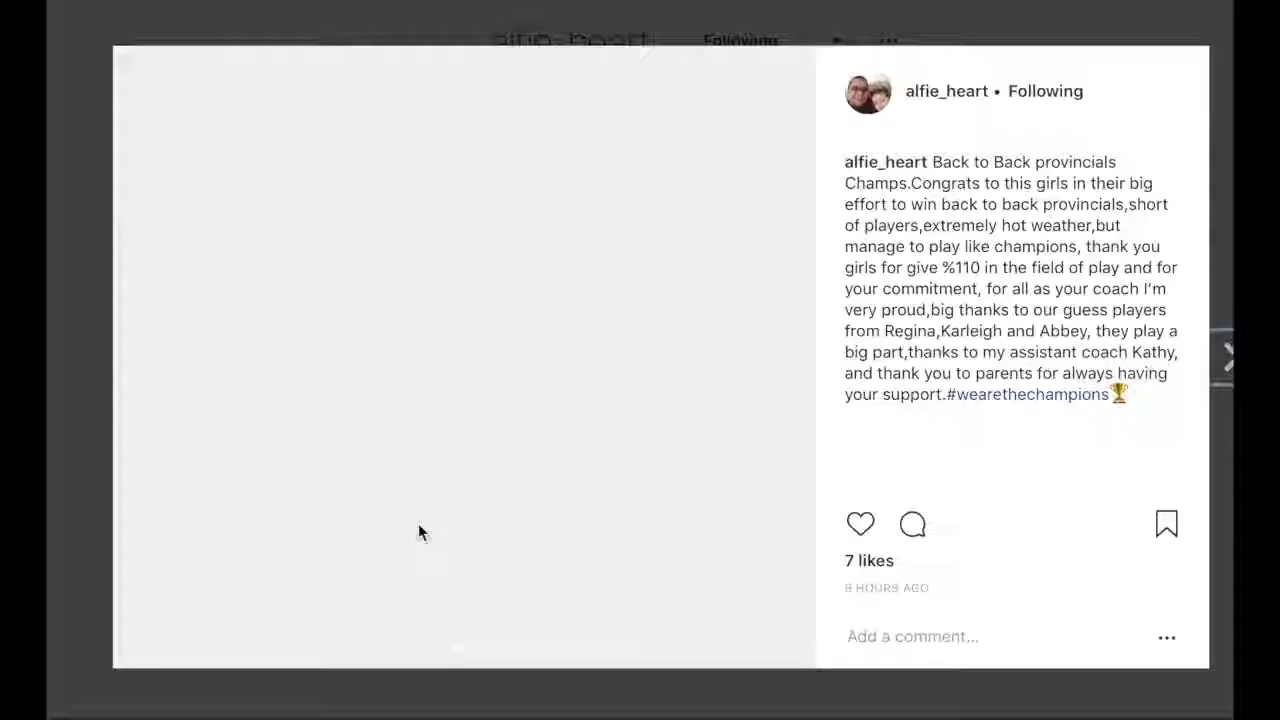 alfie_heart Following
alfie_heart • Following
alfie_heart Back to Back provincials
Champs.Congrats to this girls in their big
effort to win back to back provincials,short
of players,extremely hot weather,but
manage to play like champions, thank you
girls for give %110 in the field of play and for
your commitment, for all as your coach I'm
very proud,big thanks to our guess players
from Regina,Karleigh and Abbey, they play a
big part,thanks to my assistant coach Kathy,
and thank you to parents for always having
your support.#wearethechampions🏆
7 likes
8 HOURS AGO
Add a comment...